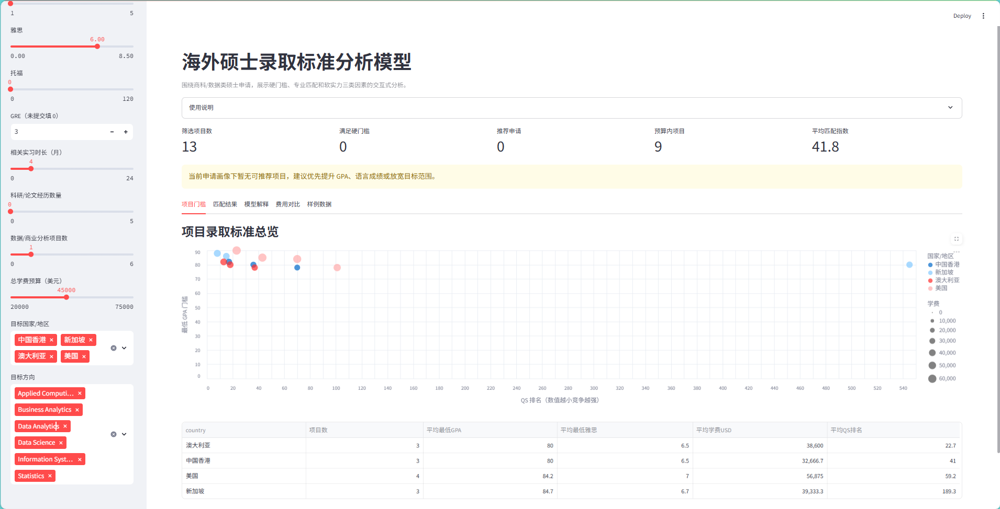 1 5
雅思
6.00
0.00 8.50
托福
0
0 120
GRE（未提交填 0）
3
相关实习时长（月）
4
0 24
科研/论文经历数量
0
0 5
数据/商业分析项目数
1
0 6
总学费预算（美元）
45000
20000 75000
目标国家/地区
中国香港 × 新加坡 ×
澳大利亚 × 美国 ×
目标方向
Applied Computi... ×
Business Analytics ×
Data Analytics ×
Data Science ×
Information Syst... ×
Statistics ×
Deploy
海外硕士录取标准分析模型
围绕商科/数据类硕士申请，展示硬门槛、专业匹配和软实力三类因素的交互式分析。
使用说明
筛选项目数 满足硬门槛 推荐申请 预算内项目 平均匹配指数
13 0 0 9 41.8
当前申请画像下暂无可推荐项目，建议优先提升 GPA、语言成绩或放宽目标范围。
项目门槛 匹配结果 模型解释 费用对比 样例数据
项目录取标准总览
最低 GPA 门槛
90
80
70
60
50
40
30
20
10
0
0 20 40 60 80 100 120 140 160 180 200 220 240 260 280 300 320 340 360 380 400 420 440 460 480 500 520 540
QS 排名（数值越小竞争越强）
国家/地区
中国香港
新加坡
澳大利亚
美国
学费
0
10,000
20,000
30,000
40,000
50,000
60,000
country 项目数 平均最低GPA 平均最低雅思 平均学费USD 平均QS排名
澳大利亚 3 80 6.5 38,600 22.7
中国香港 3 80 6.5 32,666.7 41
美国 4 84.2 7 56,875 59.2
新加坡 3 84.7 6.7 39,333.3 189.3